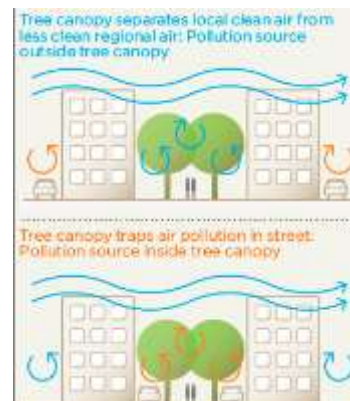 Tree canopy separates local clean air from
less clean regional air: Pollution source
outside tree canopy
Tree canopy traps air pollution in street:
Pollution source inside tree canopy